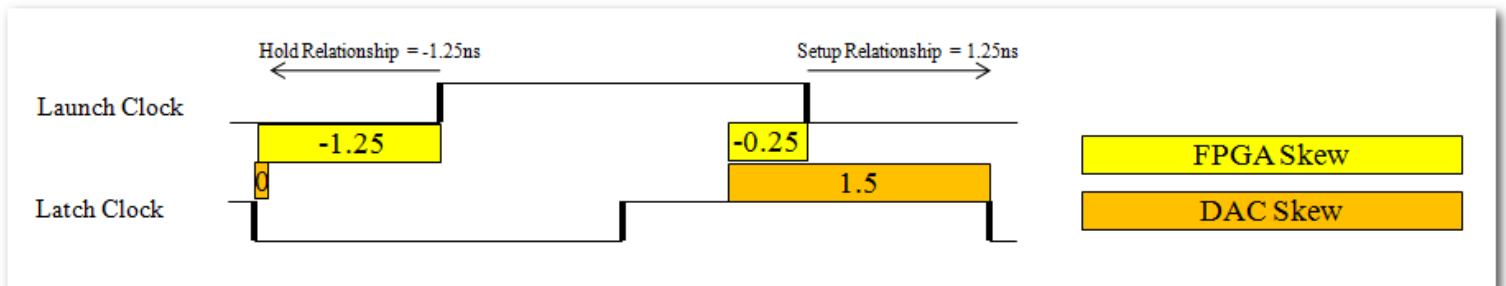 Hold Relationship = -1.25ns
Setup Relationship = 1.25ns
Launch Clock
-1.25
-0.25
FPGA Skew
0
1.5
Latch Clock
DAC Skew